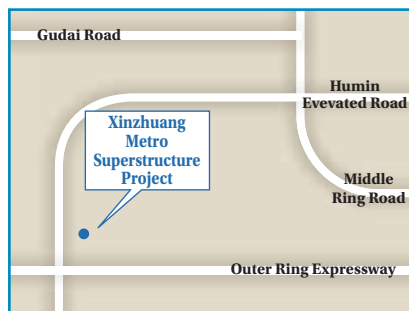 Gudai Road
Humin
Evevated Road
Xinzhuang
Metro
Superstructure
Project
Middle
Ring Road
Outer Ring Expressway